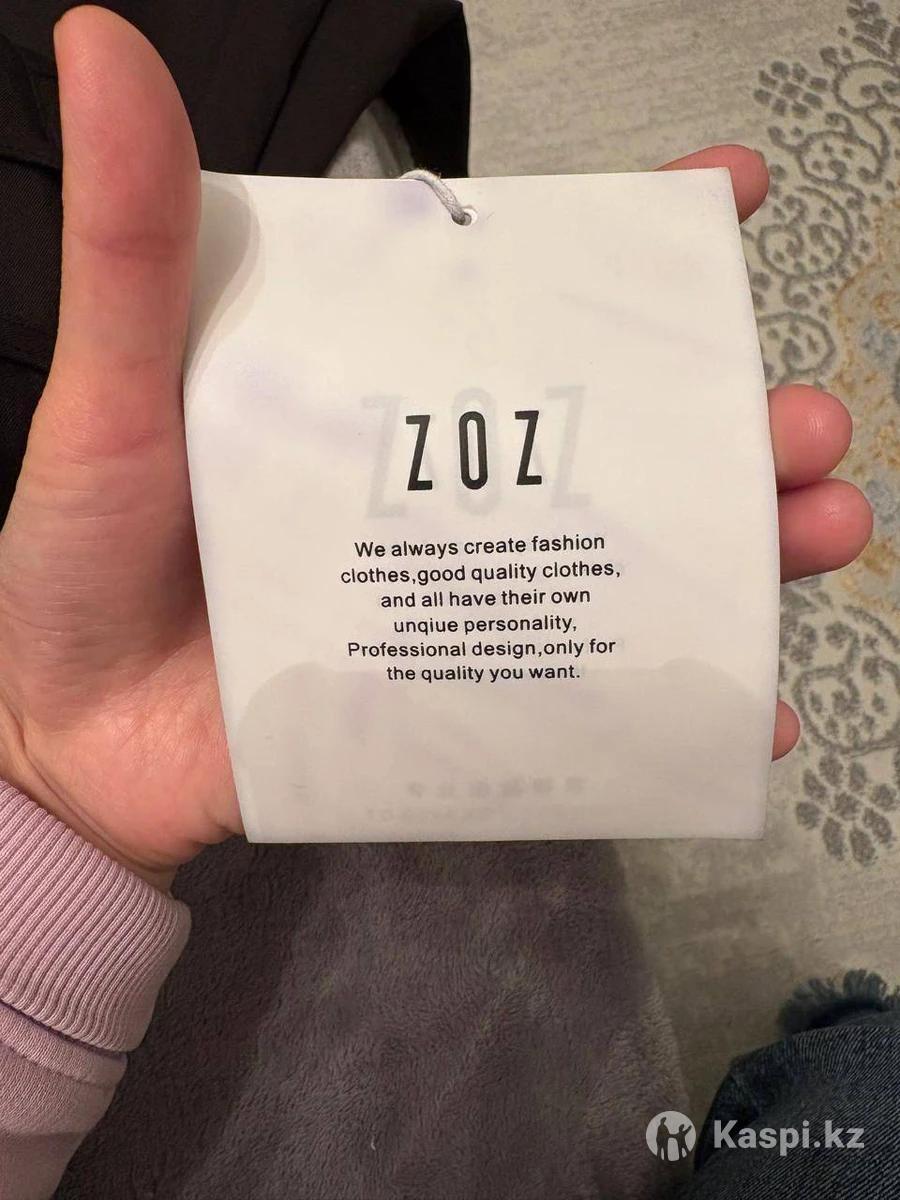 ZOZ
We always create fashion
clothes,good quality clothes,
and all have their own
unqiue personality,
Professional design,only for
the quality you want.
Kaspi.kz